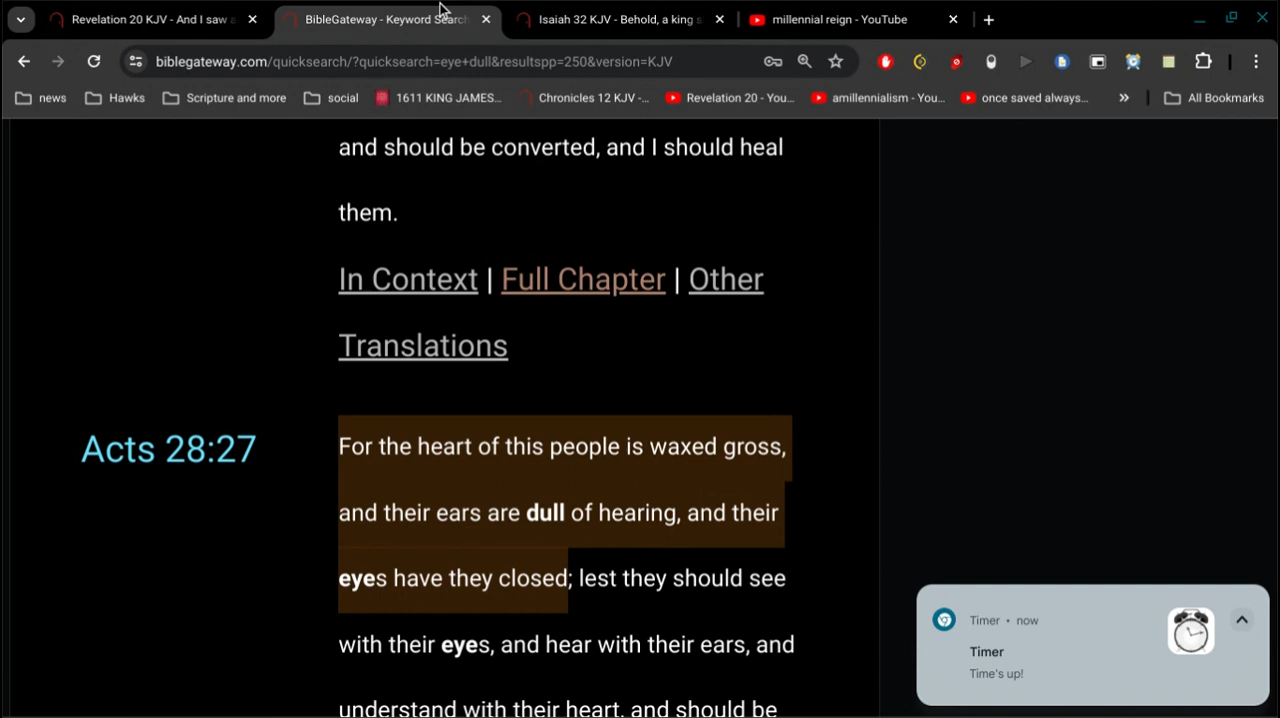 Revelation 20 KJV - And I saw a
BibleGateway - Keyword Search
Isaiah 32 KJV - Behold, a king s
millennial reign - YouTube
biblegateway.com/quicksearch/?quicksearch=eye+dull&resultspp=250&version=KJV
news
Hawks
Scripture and more
social
1611 KING JAMES...
Chronicles 12 KJV -...
Revelation 20 - You...
amillennialism - You...
once saved always...
All Bookmarks
and should be converted, and I should heal
them.
In Context | Full Chapter | Other
Translations
Acts 28:27
For the heart of this people is waxed gross,
and their ears are dull of hearing, and their
eyes have they closed; lest they should see
with their eyes, and hear with their ears, and
understand with their heart, and should be
Timer • now
Timer
Time's up!